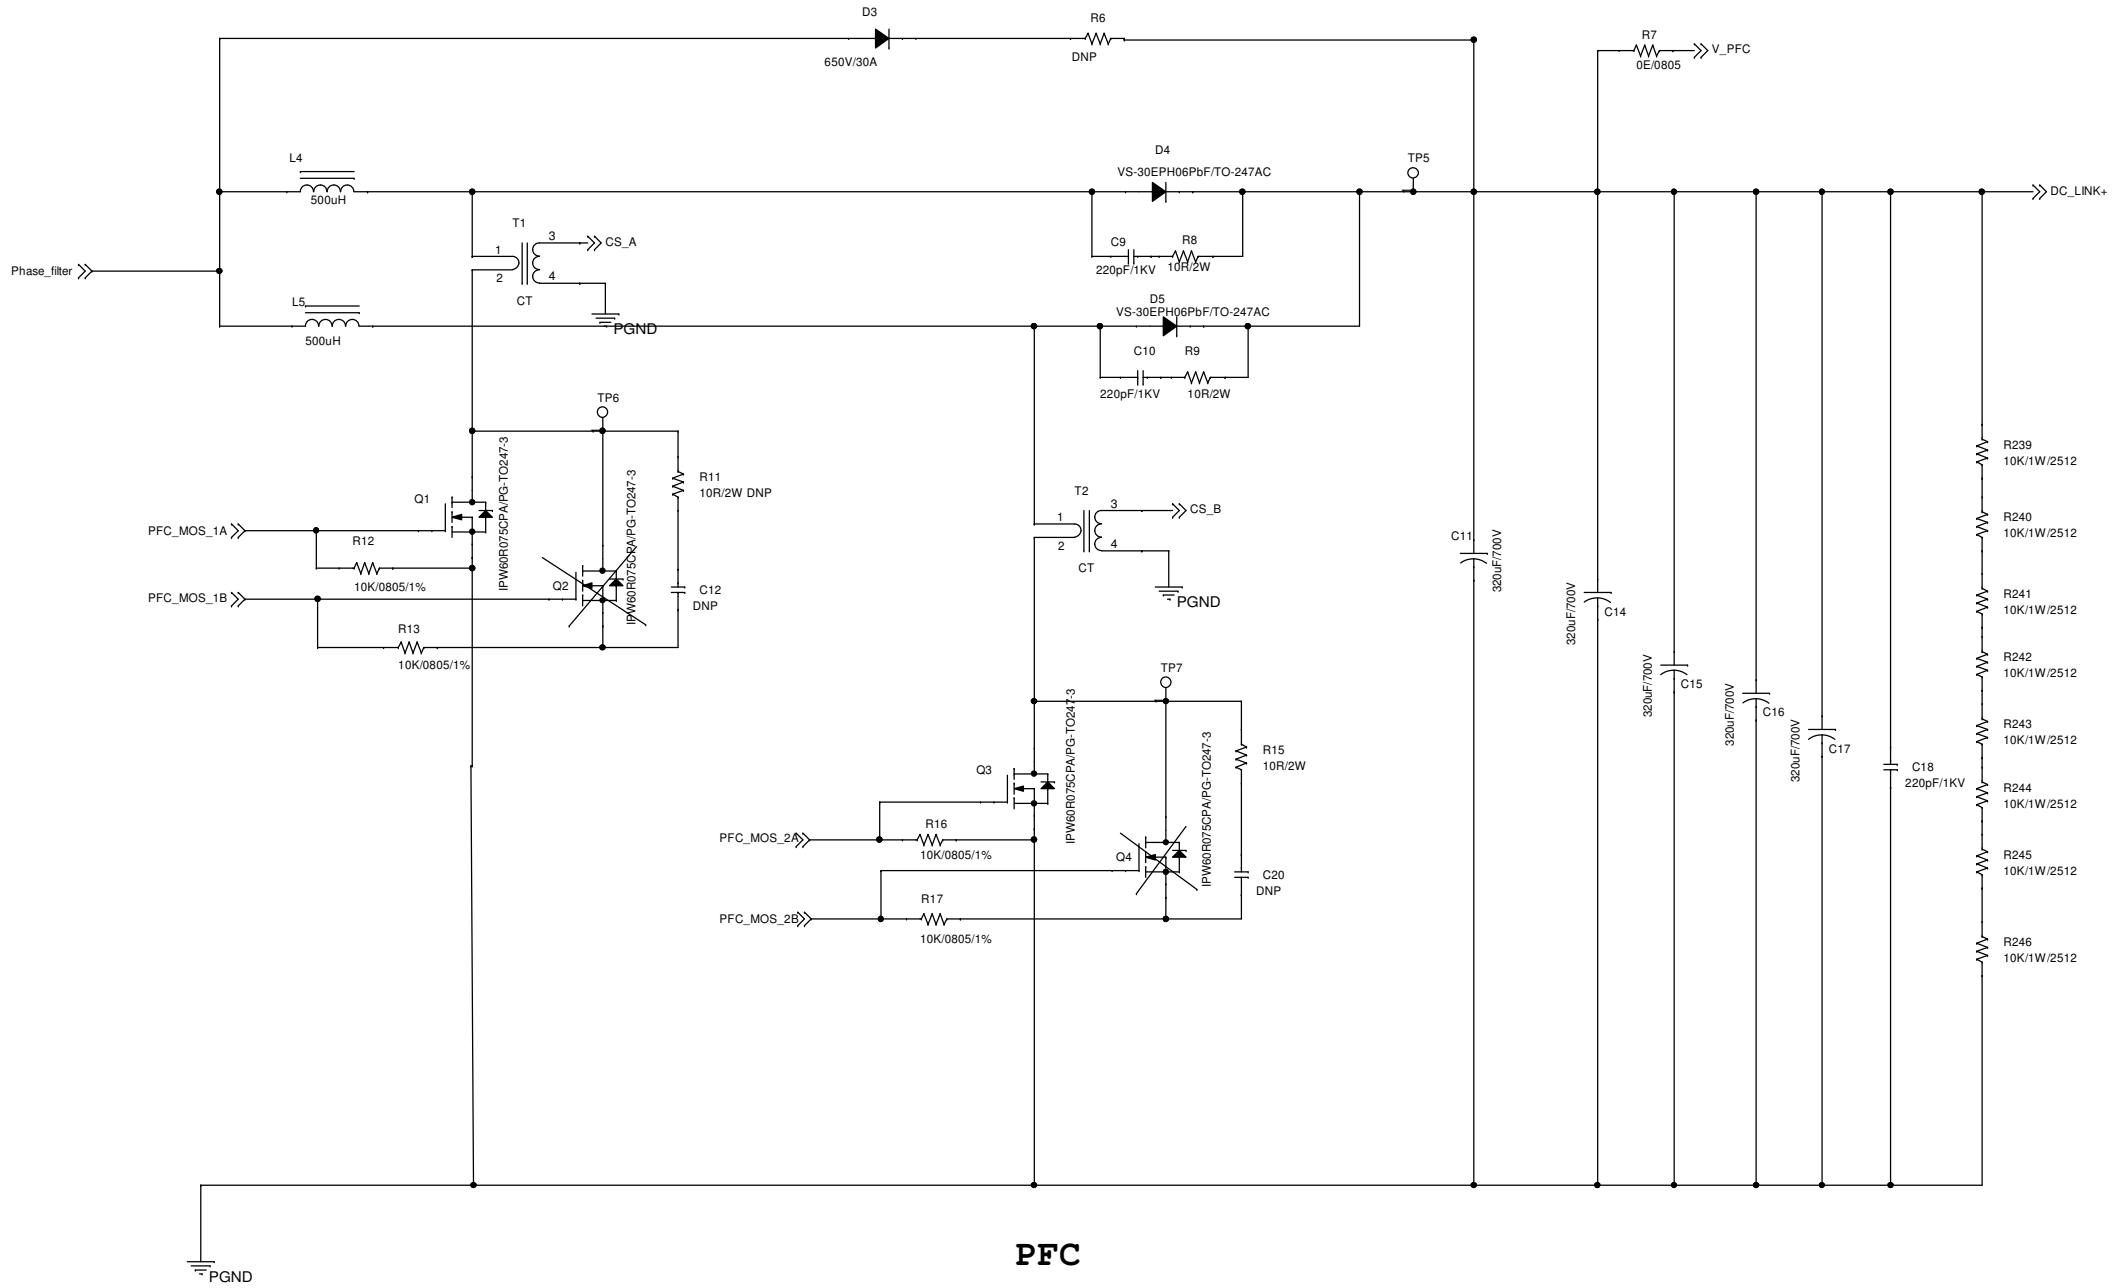 D3
650V/30A
R6
DNP
R7
0E/0805
V_PFC
L4
500uH
D4
VS-30EPH06PbF/TO-247AC
TP5
DC_LINK+
T1
1
2
3
4
CS_A
CT
PGND
C9
220pF/1KV
R8
10R/2W
Phase_filter
L5
500uH
D5
VS-30EPH06PbF/TO-247AC
C10
220pF/1KV
R9
10R/2W
TP6
Q1
IPW60R075CPA/PG-TO247-3
PFC_MOS_1A
R12
10K/0805/1%
Q2
IPW60R075CPA/PG-TO247-3
R11
10R/2W DNP
C12
DNP
PFC_MOS_1B
R13
10K/0805/1%
T2
1
2
3
4
CS_B
CT
PGND
TP7
Q3
IPW60R075CPA/PG-TO247-3
PFC_MOS_2A
R16
10K/0805/1%
Q4
IPW60R075CPA/PG-TO247-3
R15
10R/2W
C20
DNP
PFC_MOS_2B
R17
10K/0805/1%
C11
320uF/700V
C14
320uF/700V
C15
320uF/700V
C16
320uF/700V
C17
320uF/700V
C18
220pF/1KV
R239
10K/1W/2512
R240
10K/1W/2512
R241
10K/1W/2512
R242
10K/1W/2512
R243
10K/1W/2512
R244
10K/1W/2512
R245
10K/1W/2512
R246
10K/1W/2512
PGND
PFC